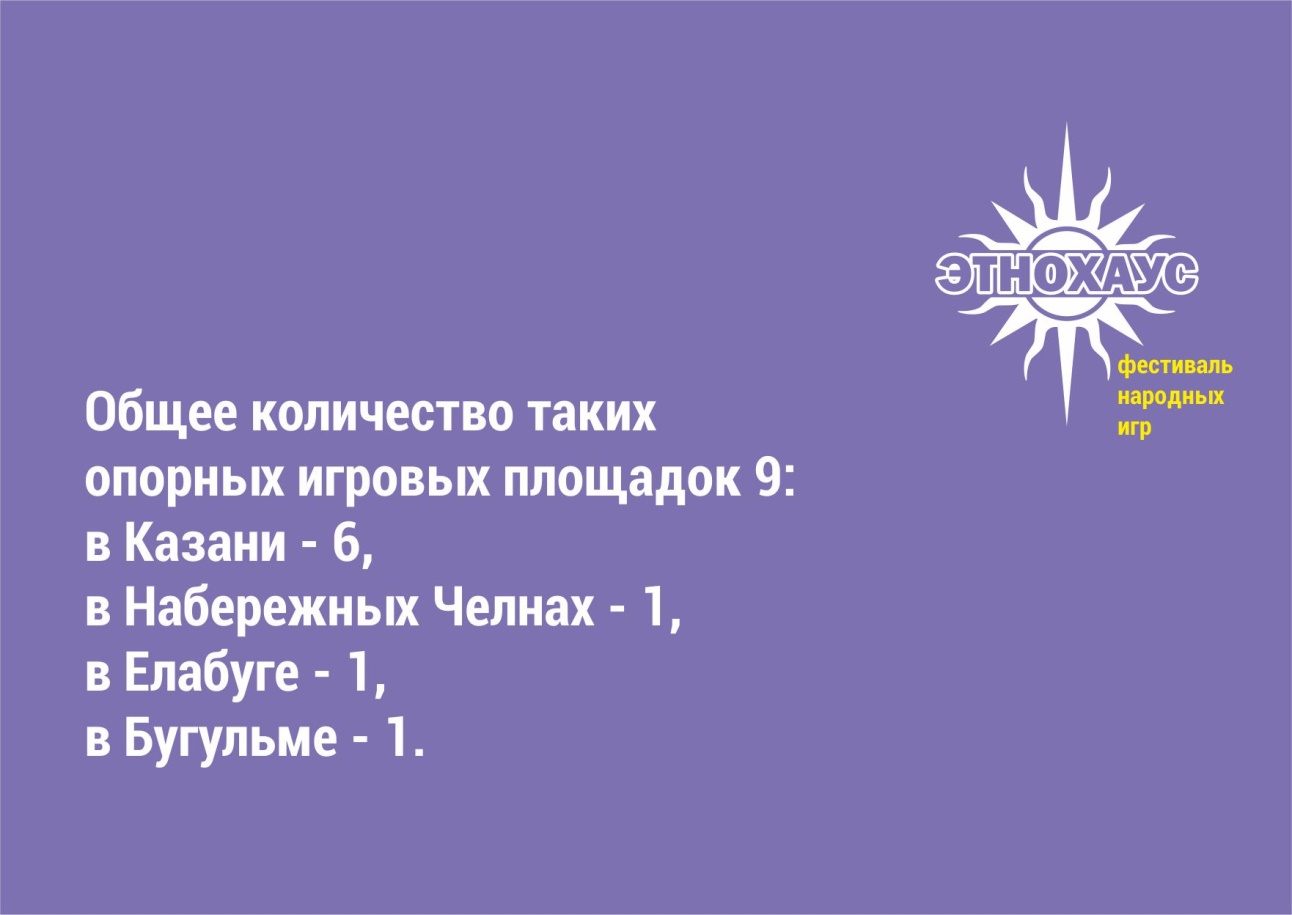 ЭТНОХАУС
фестиваль
народных
игр
Общее количество таких
опорных игровых площадок 9:
в Казани - 6,
в Набережных Челнах - 1,
в Елабуге - 1,
в Бугульме - 1.